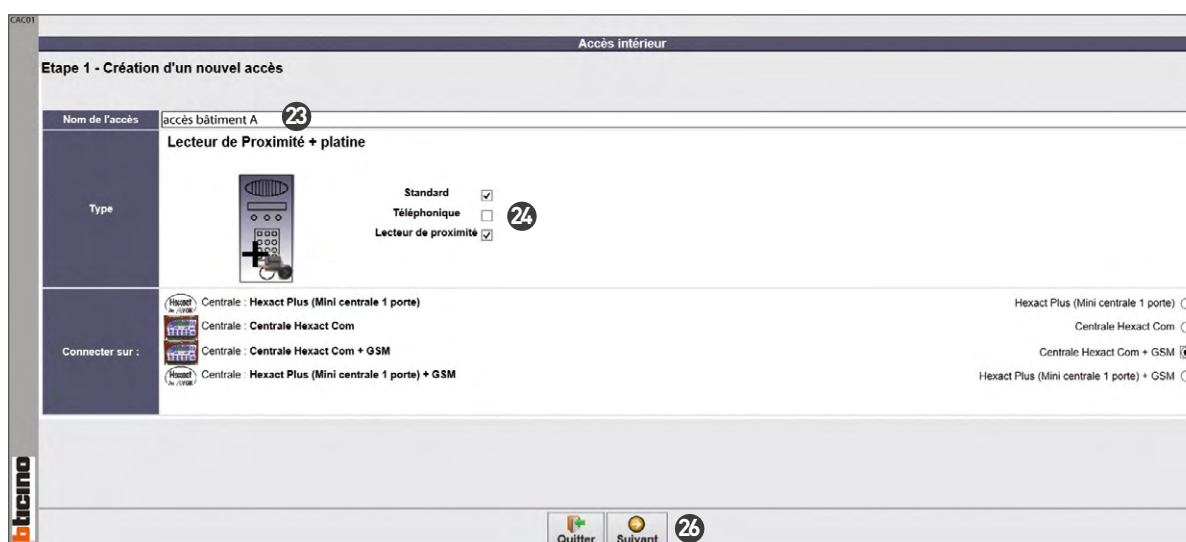 CAC01
Accès intérieur
Etape 1 - Création d'un nouvel accès
Nom de l'accès accès bâtiment A 23
Type
Lecteur de Proximité + platine
Standard
Téléphonique 24
Lecteur de proximité
Connecter sur :
Hexact Centrale : Hexact Plus (Mini centrale 1 porte) Hexact Plus (Mini centrale 1 porte)
Centrale : Centrale Hexact Com Centrale Hexact Com
Centrale : Centrale Hexact Com + GSM Centrale Hexact Com + GSM
Hexact Centrale : Hexact Plus (Mini centrale 1 porte) + GSM Hexact Plus (Mini centrale 1 porte) + GSM
bticino
Quitter Suivant 26